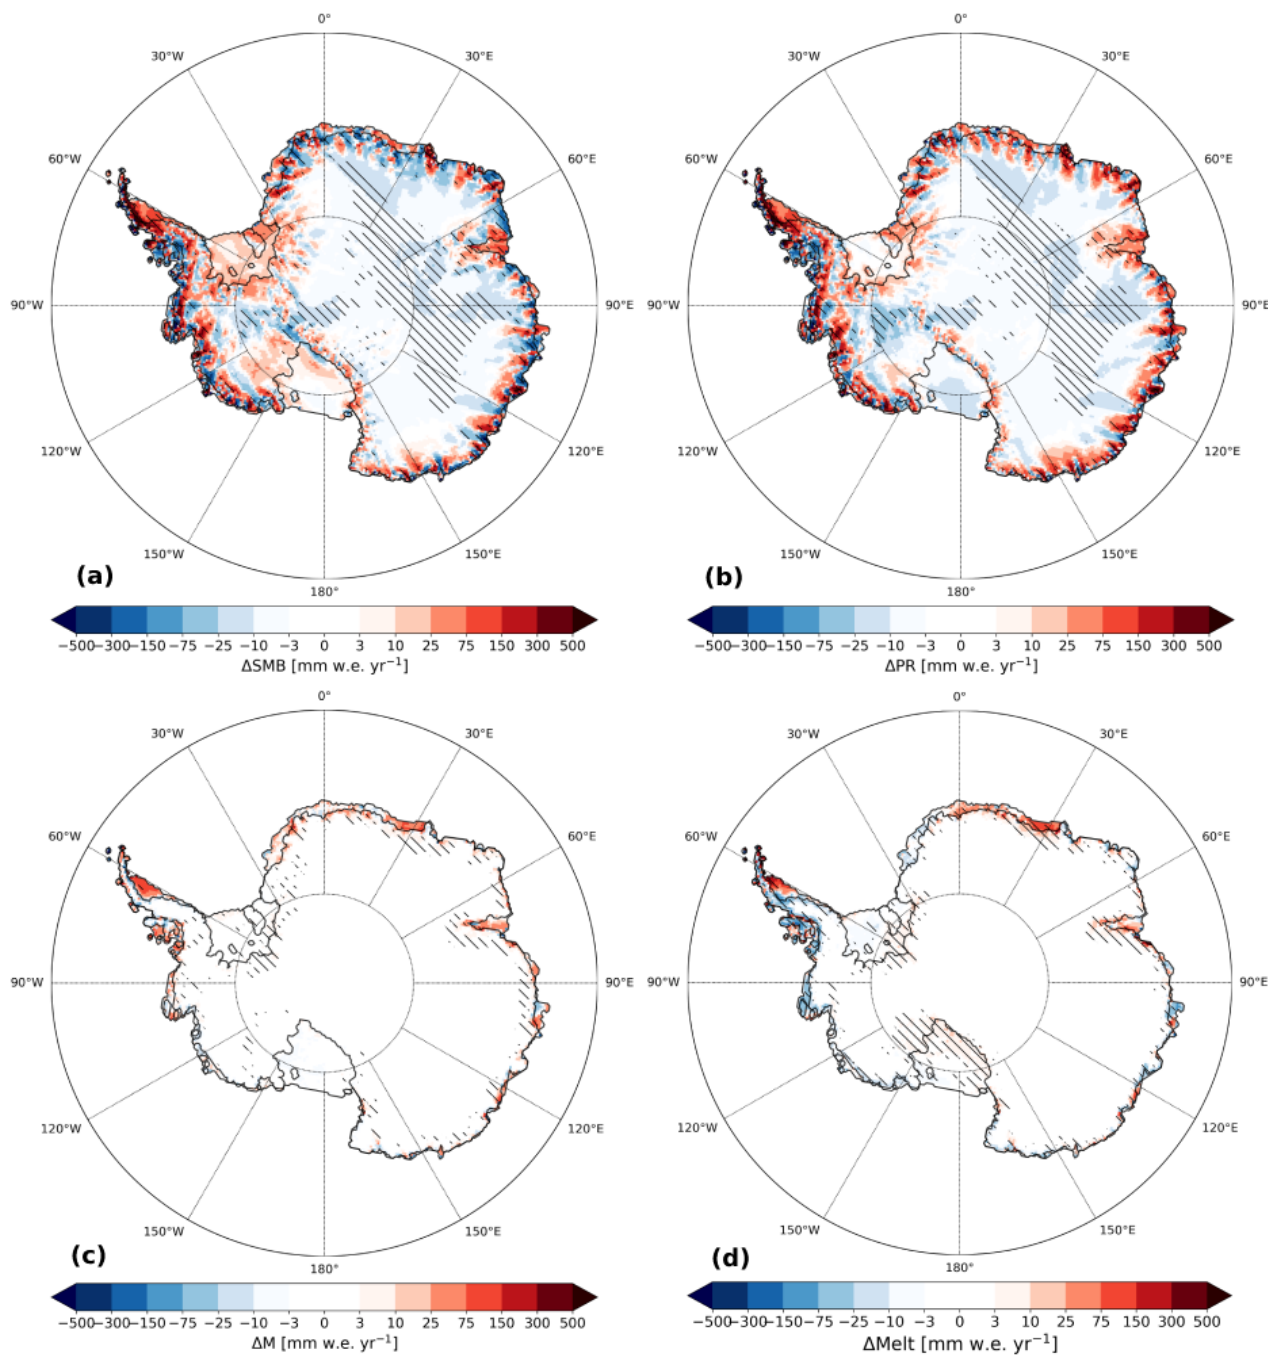 0° 0°
30°W 30°E 30°W 30°E
60°W 60°E 60°W 60°E
90°W 90°E 90°W 90°E
120°W 120°E 120°W 120°E
150°W 150°E 150°W 150°E
(a) (b)
180° 180°
−500−300−150 −75 −25 −10 −3 0 3 10 25 75 150 300 500 −500−300−150 −75 −25 −10 −3 0 3 10 25 75 150 300 500
ΔSMB [mm w.e. yr⁻¹] ΔPR [mm w.e. yr⁻¹]
0° 0°
30°W 30°E 30°W 30°E
60°W 60°E 60°W 60°E
90°W 90°E 90°W 90°E
120°W 120°E 120°W 120°E
150°W 150°E 150°W 150°E
(c) (d)
180° 180°
−500−300−150 −75 −25 −10 −3 0 3 10 25 75 150 300 500 −500−300−150 −75 −25 −10 −3 0 3 10 25 75 150 300 500
ΔM [mm w.e. yr⁻¹] ΔMelt [mm w.e. yr⁻¹]